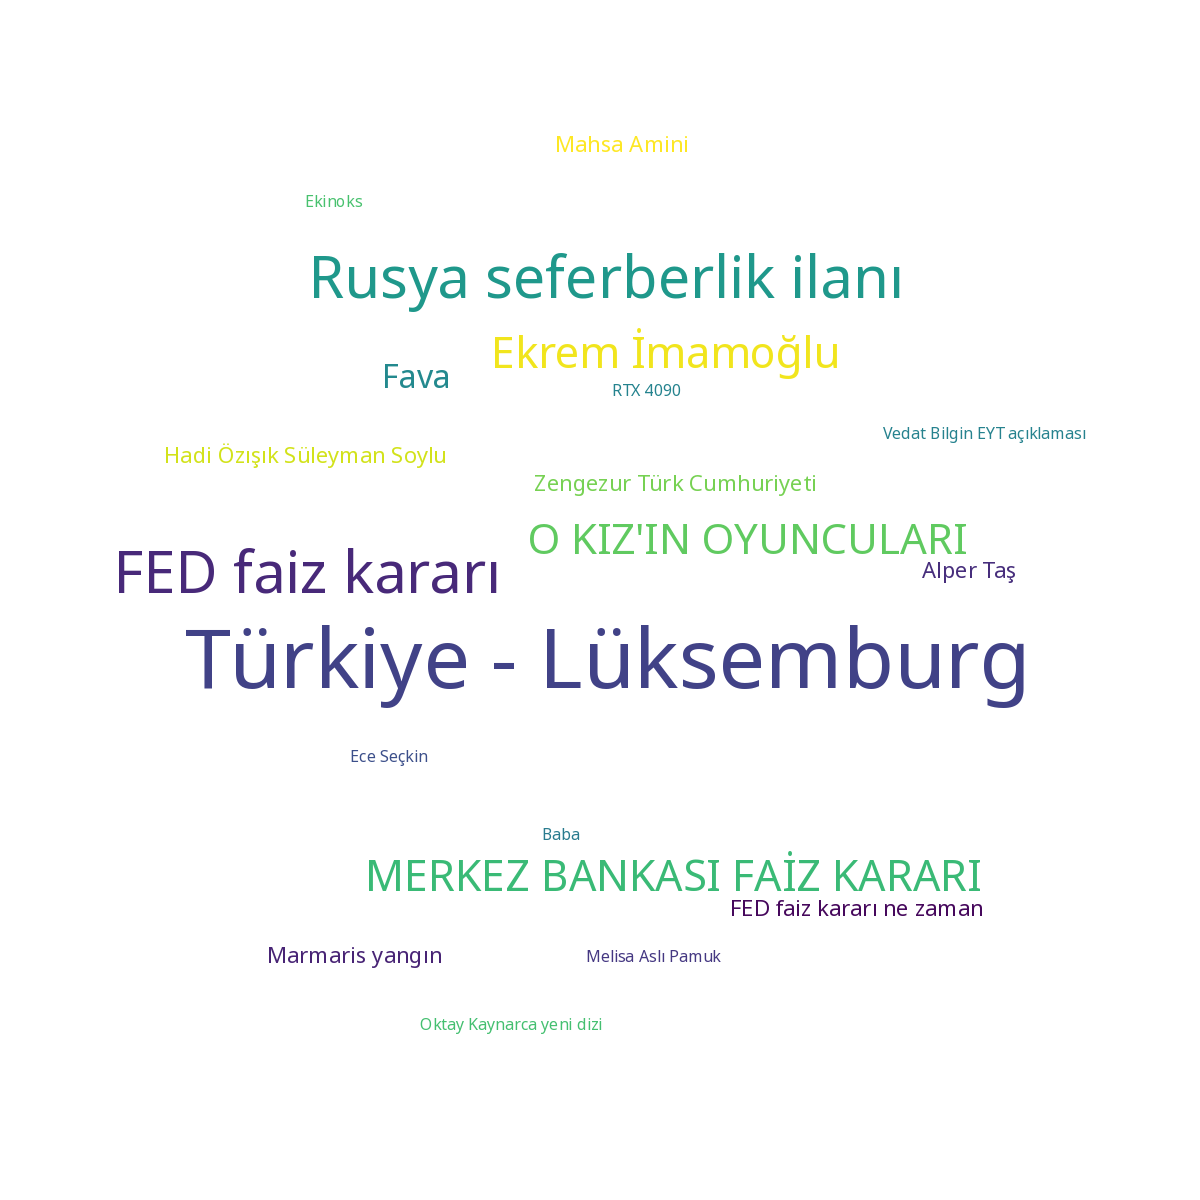 Mahsa Amini
Ekinoks
Rusya seferberlik ilanı
Ekrem İmamoğlu
Fava
RTX 4090
Vedat Bilgin EYT açıklaması
Hadi Özışık Süleyman Soylu
Zengezur Türk Cumhuriyeti
O KIZ'IN OYUNCULARI
FED faiz kararı
Alper Taş
Türkiye - Lüksemburg
Ece Seçkin
Baba
MERKEZ BANKASI FAİZ KARARI
FED faiz kararı ne zaman
Marmaris yangın
Melisa Aslı Pamuk
Oktay Kaynarca yeni dizi